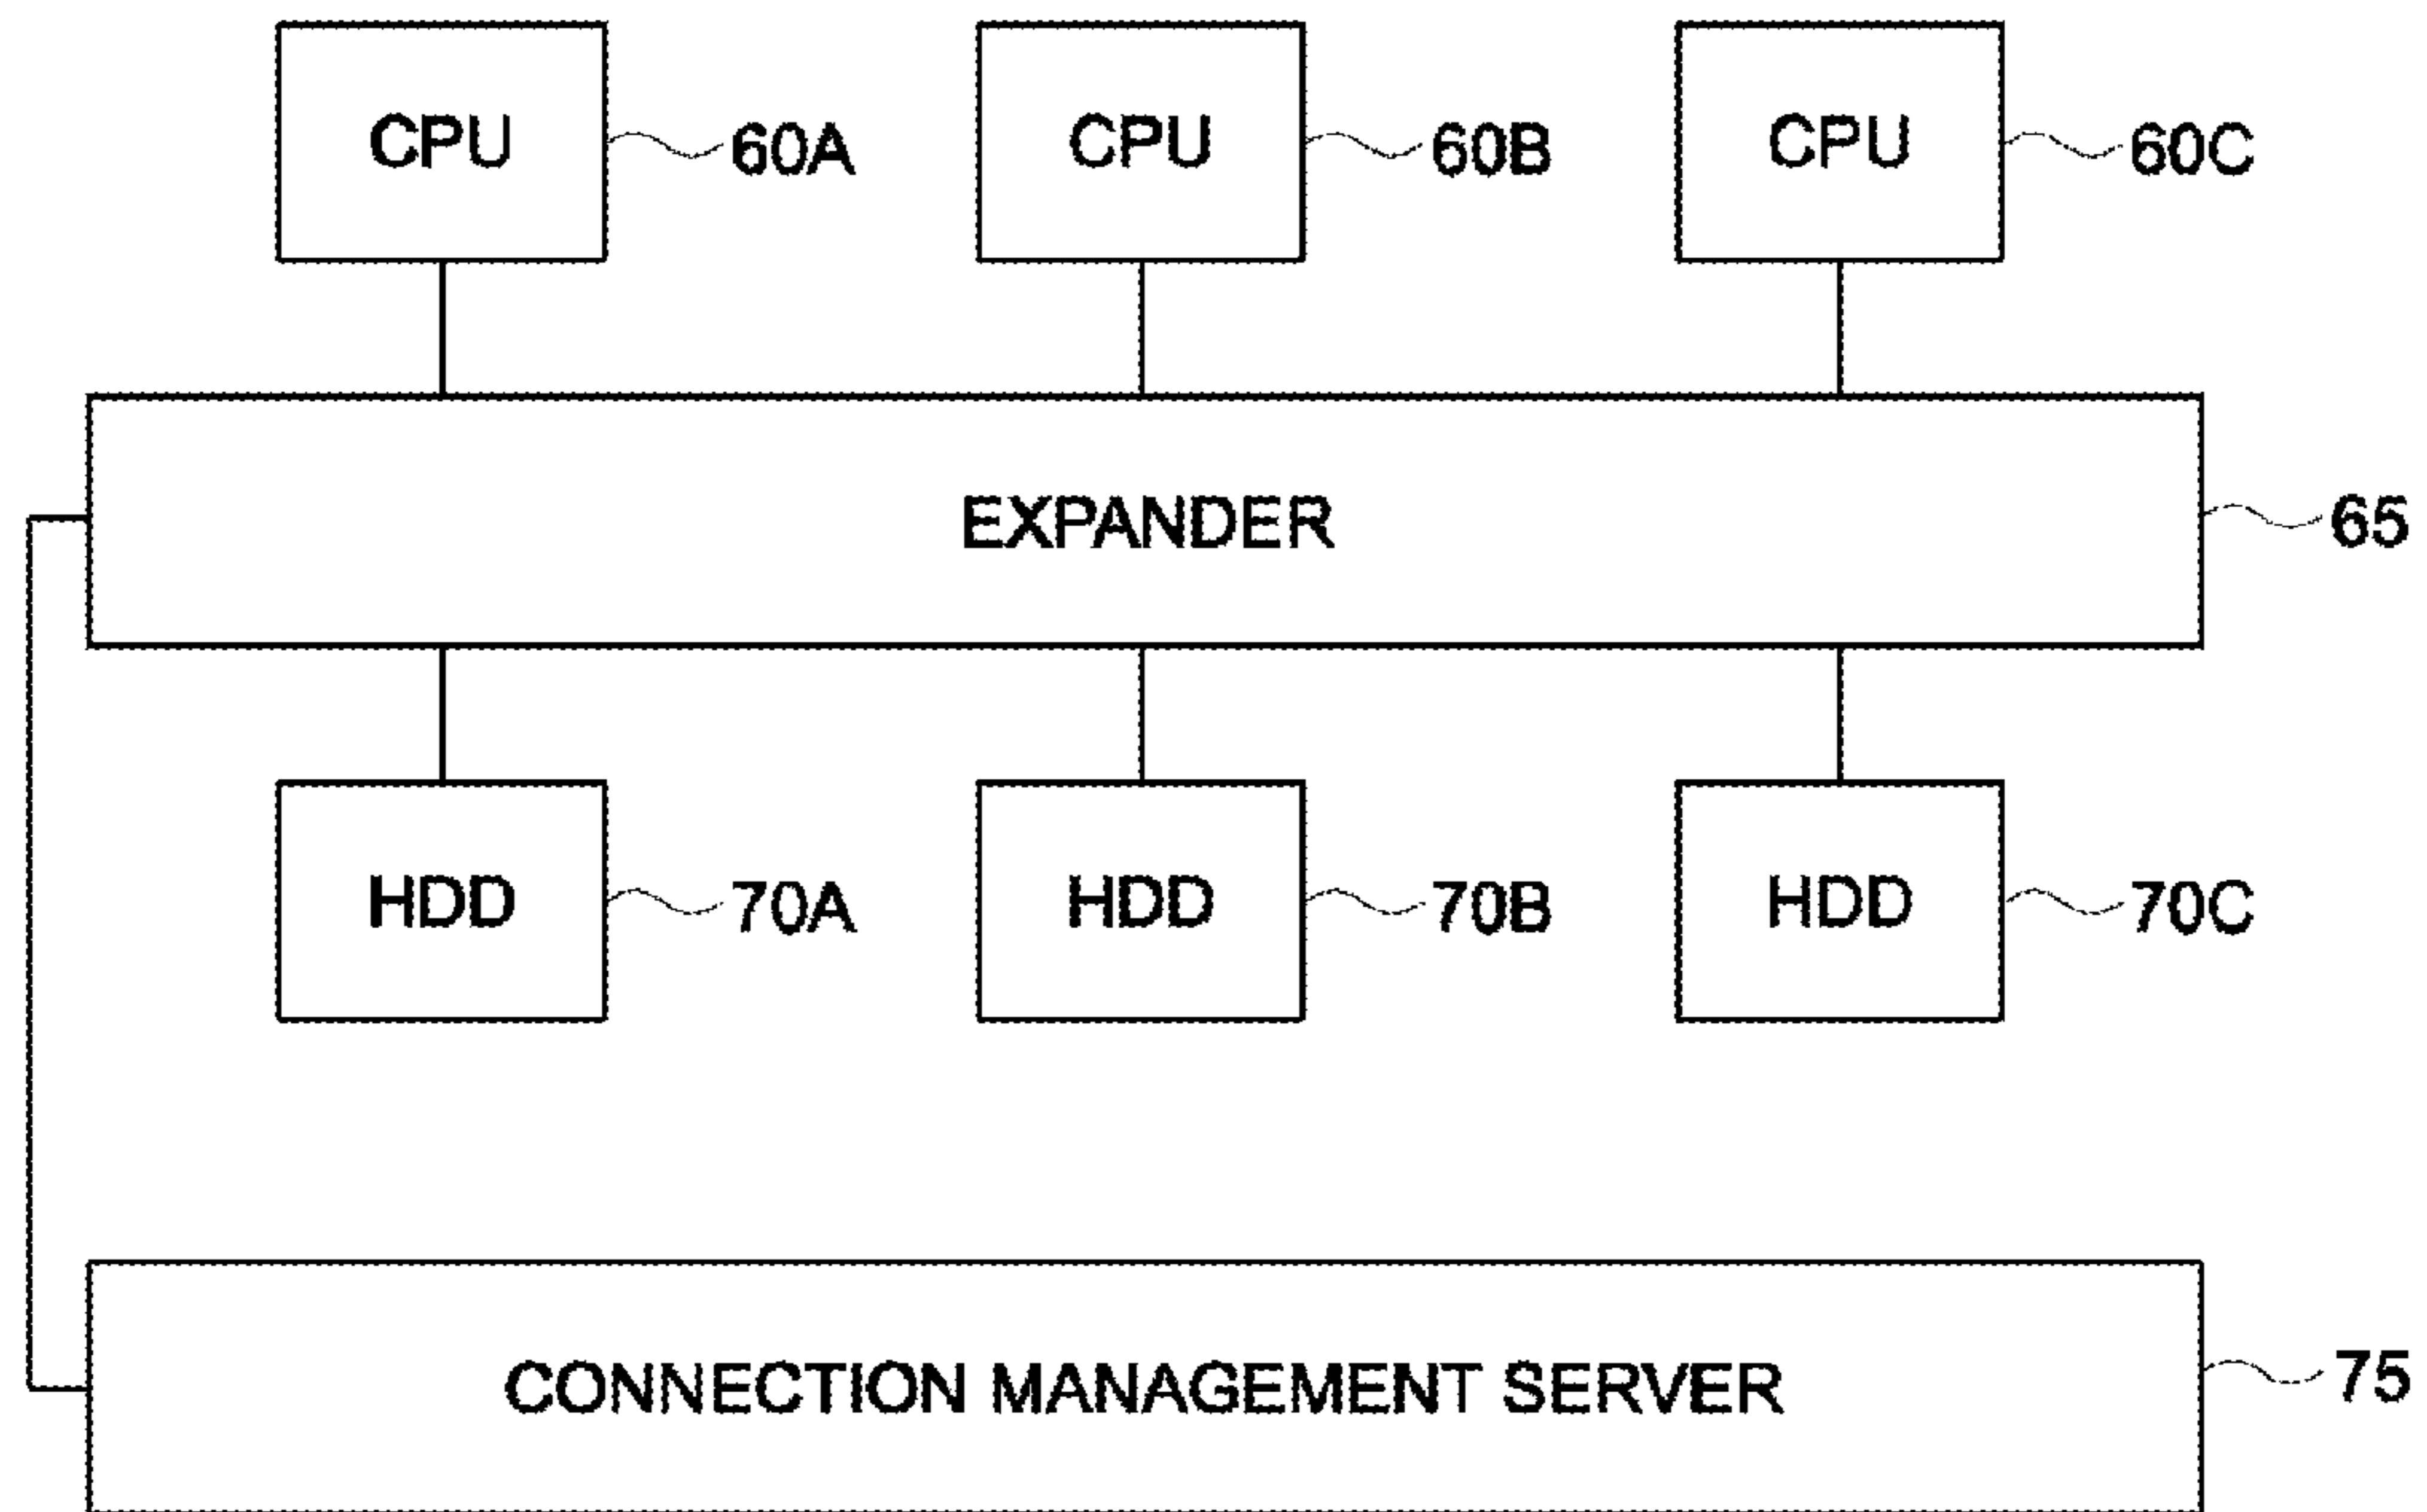 CPU 60A CPU 60B CPU 60C
EXPANDER 65
HDD 70A HDD 70B HDD 70C
CONNECTION MANAGEMENT SERVER 75